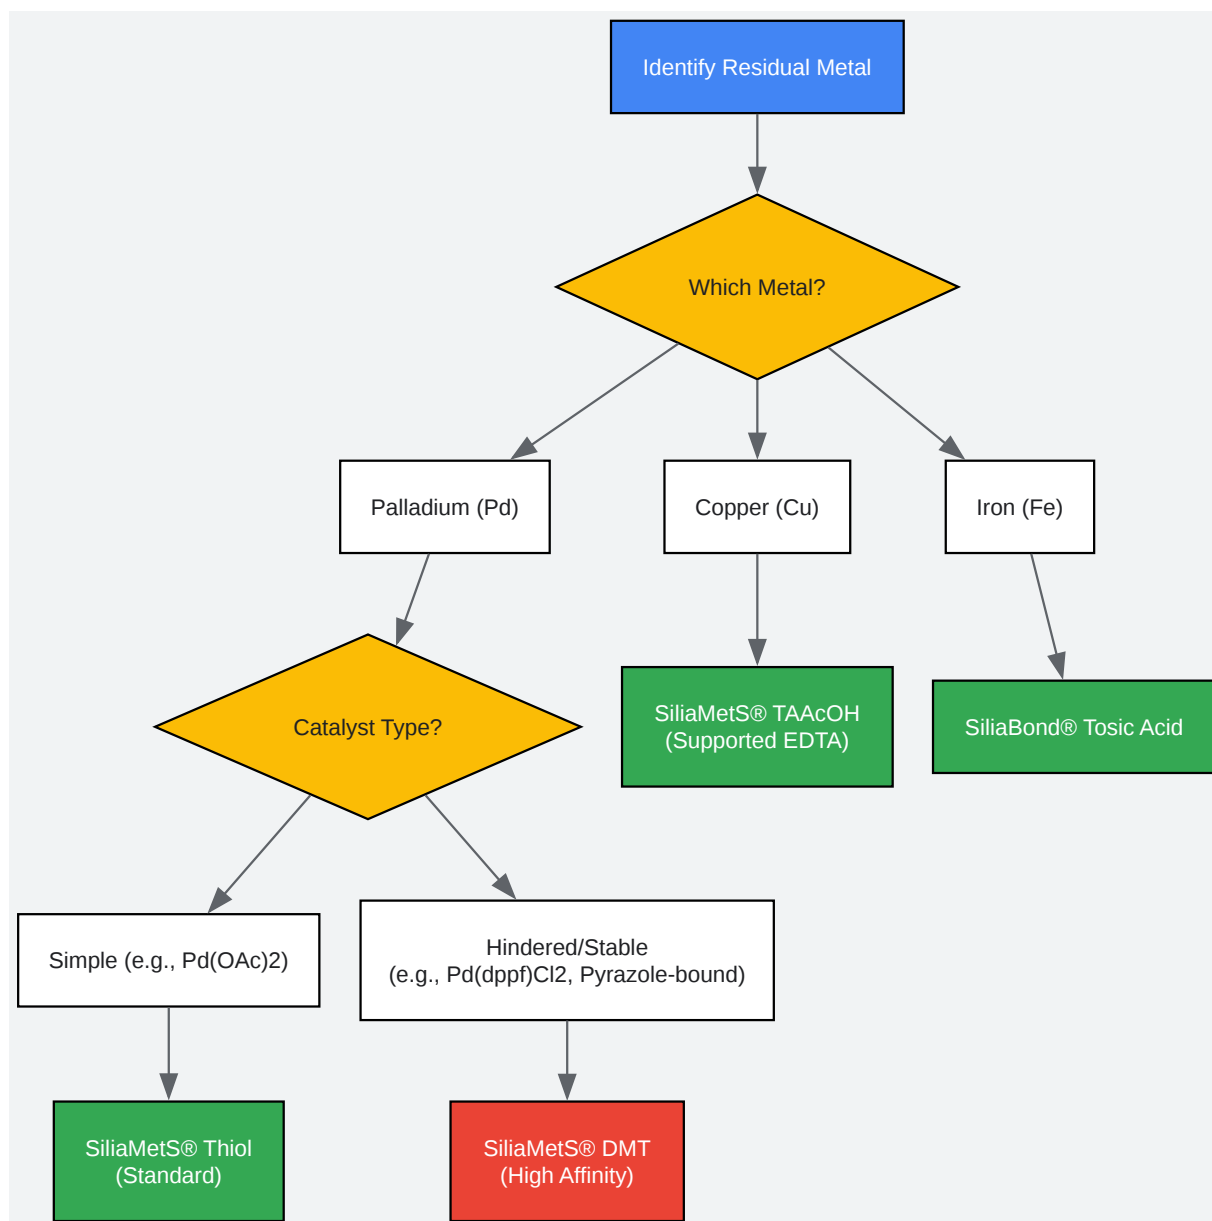 Identify Residual Metal
Which Metal?
Palladium (Pd)
Copper (Cu)
Iron (Fe)
Catalyst Type?
SiliaMetS® TAAcOH
(Supported EDTA)
SiliaBond® Tosic Acid
Simple (e.g., Pd(OAc)2)
Hindered/Stable
(e.g., Pd(dppf)Cl2, Pyrazole-bound)
SiliaMetS® Thiol
(Standard)
SiliaMetS® DMT
(High Affinity)